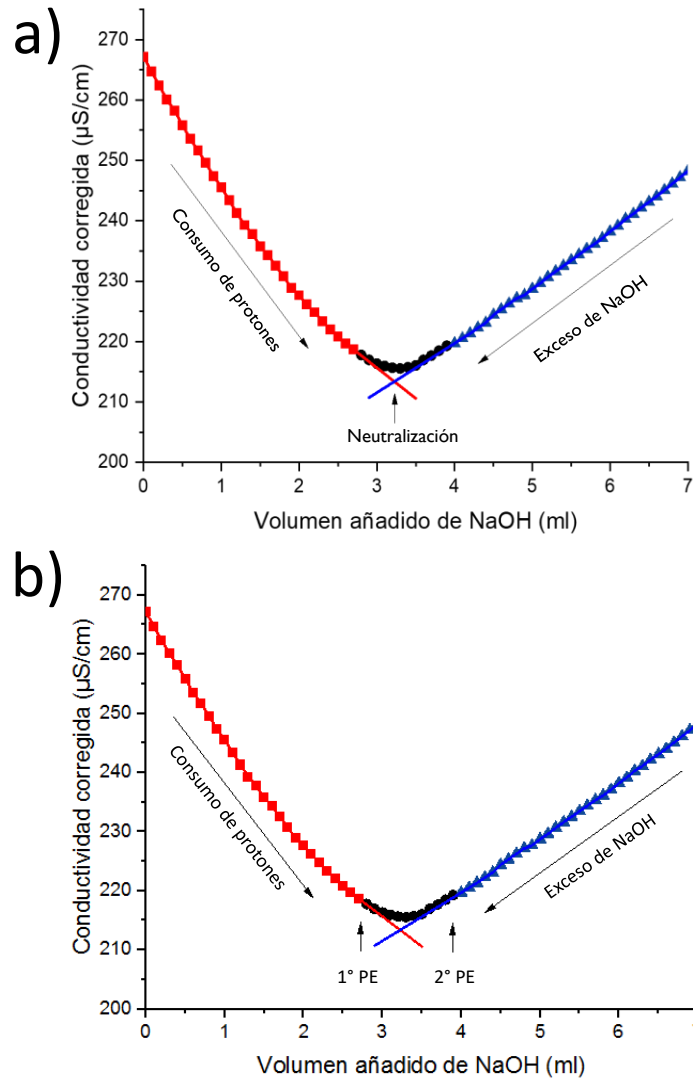 a)
270
260
250
240
230
220
210
200
Conductividad corregida (µS/cm)
Consumo de protones
Exceso de NaOH
Neutralización
0 1 2 3 4 5 6 7
Volumen añadido de NaOH (ml)
b)
270
260
250
240
230
220
210
200
Conductividad corregida (µS/cm)
Consumo de protones
Exceso de NaOH
1° PE 2° PE
0 1 2 3 4 5 6
Volumen añadido de NaOH (ml)